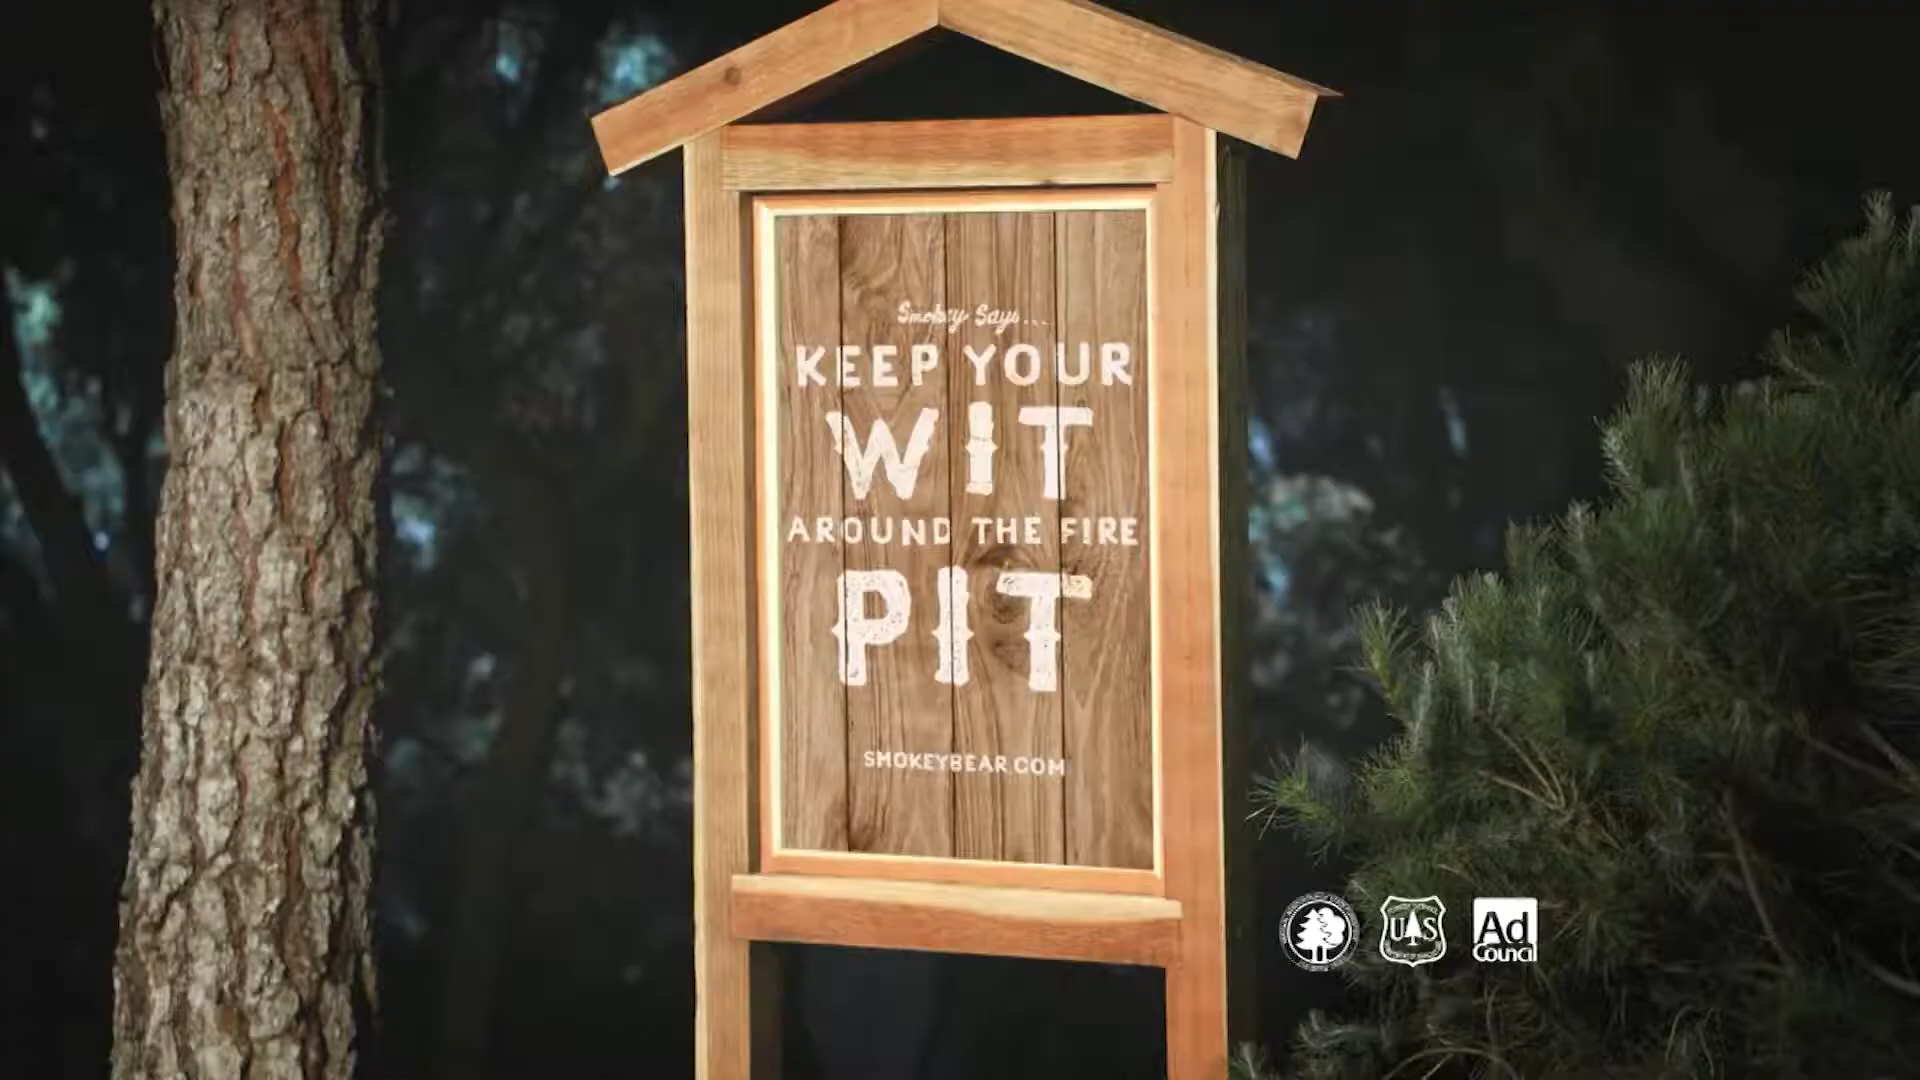 Smokey Says...
KEEP YOUR
WIT
AROUND THE FIRE
PIT
SMOKEYBEAR.COM
U S
Ad
Council